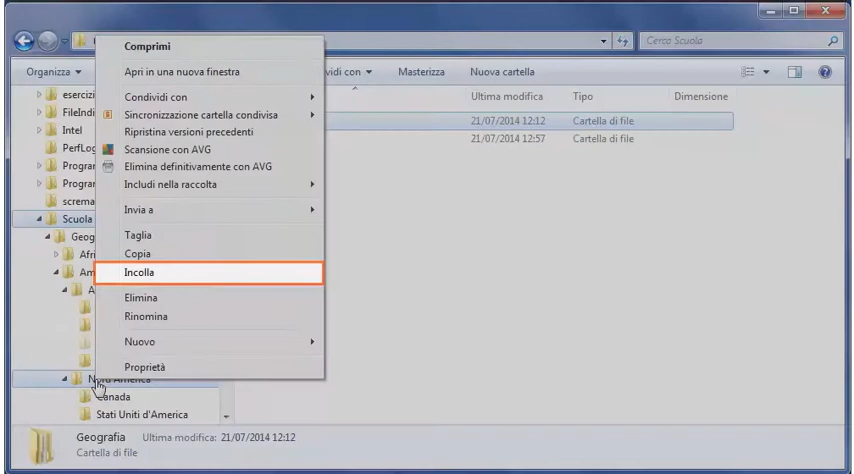 Cerca Scuola
Organizza
vidi con
Masterizza
Nuova cartella
Comprimi
Apri in una nuova finestra
Condividi con
Sincronizzazione cartella condivisa
Ripristina versioni precedenti
Scansione con AVG
Elimina definitivamente con AVG
Includi nella raccolta
Invia a
Taglia
Copia
Incolla
Elimina
Rinomina
Nuovo
Proprietà
esercizi
FileIndi
Intel
PerfLog
Progran
Progran
screma
Scuola
Geog
Afri
Am
A
Nord America
Canada
Stati Uniti d'America
Ultima modifica Tipo Dimensione
21/07/2014 12:12 Cartella di file
21/07/2014 12:57 Cartella di file
Geografia Ultima modifica: 21/07/2014 12:12
Cartella di file